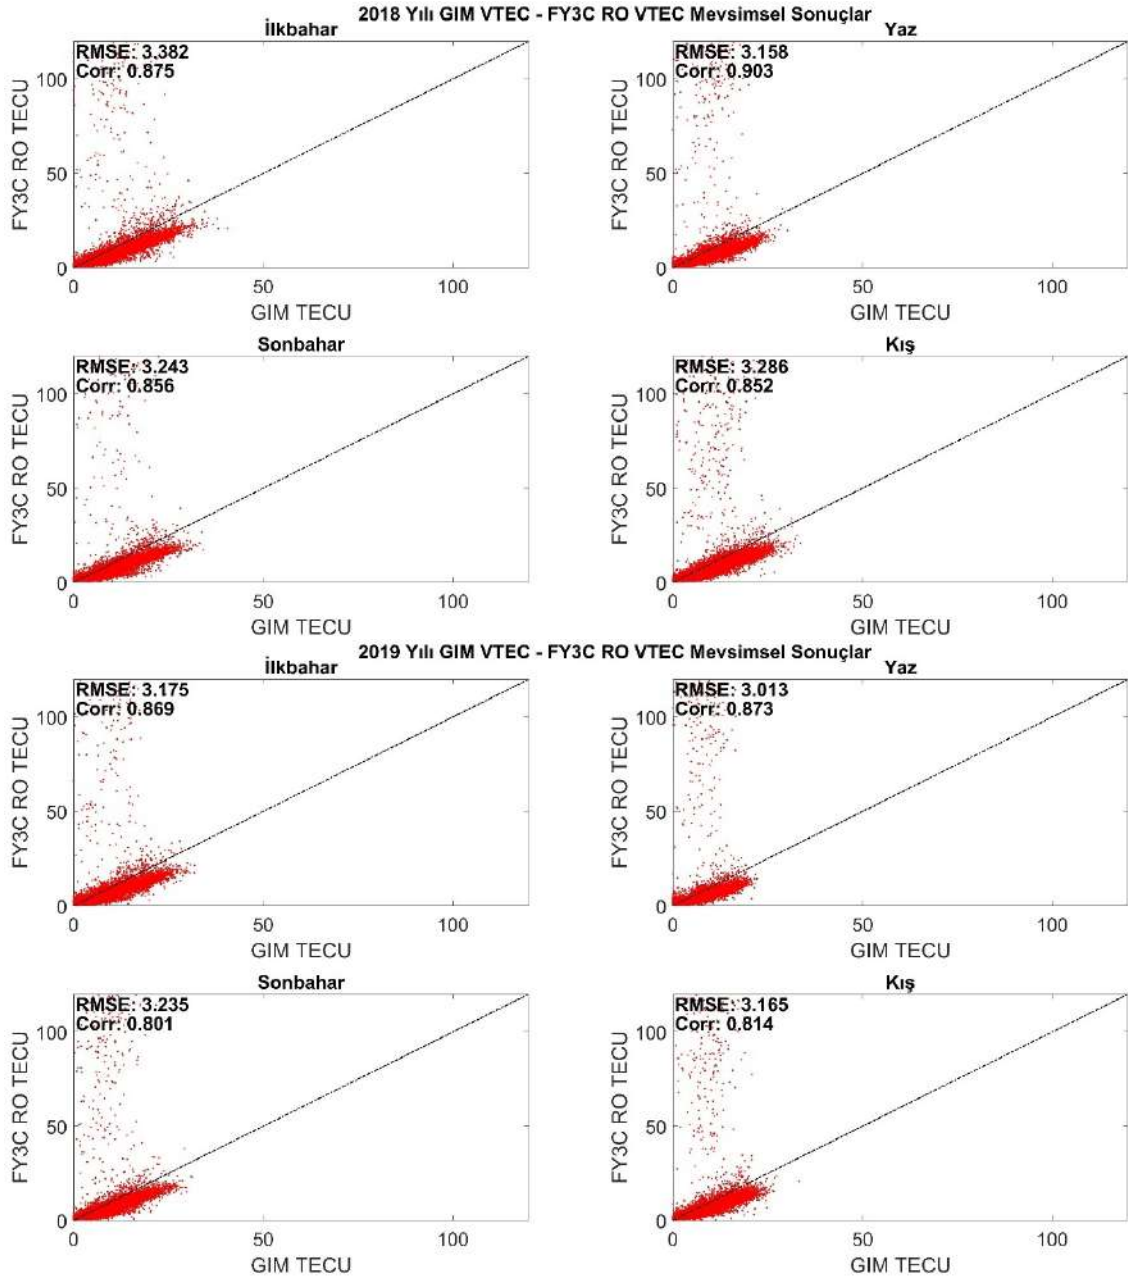 2018 Yılı GIM VTEC - FY3C RO VTEC Mevsimsel Sonuçlar
İlkbahar
RMSE: 3.382
Corr: 0.875
100
50
0
FY3C RO TECU
0 50 100
GIM TECU
Yaz
RMSE: 3.158
Corr: 0.903
100
50
0
FY3C RO TECU
0 50 100
GIM TECU
Sonbahar
RMSE: 3.243
Corr: 0.856
100
50
0
FY3C RO TECU
0 50 100
GIM TECU
Kış
RMSE: 3.286
Corr: 0.852
100
50
0
FY3C RO TECU
0 50 100
GIM TECU
2019 Yılı GIM VTEC - FY3C RO VTEC Mevsimsel Sonuçlar
İlkbahar
RMSE: 3.175
Corr: 0.869
100
50
0
FY3C RO TECU
0 50 100
GIM TECU
Yaz
RMSE: 3.013
Corr: 0.873
100
50
0
FY3C RO TECU
0 50 100
GIM TECU
Sonbahar
RMSE: 3.235
Corr: 0.801
100
50
0
FY3C RO TECU
0 50 100
GIM TECU
Kış
RMSE: 3.165
Corr: 0.814
100
50
0
FY3C RO TECU
0 50 100
GIM TECU